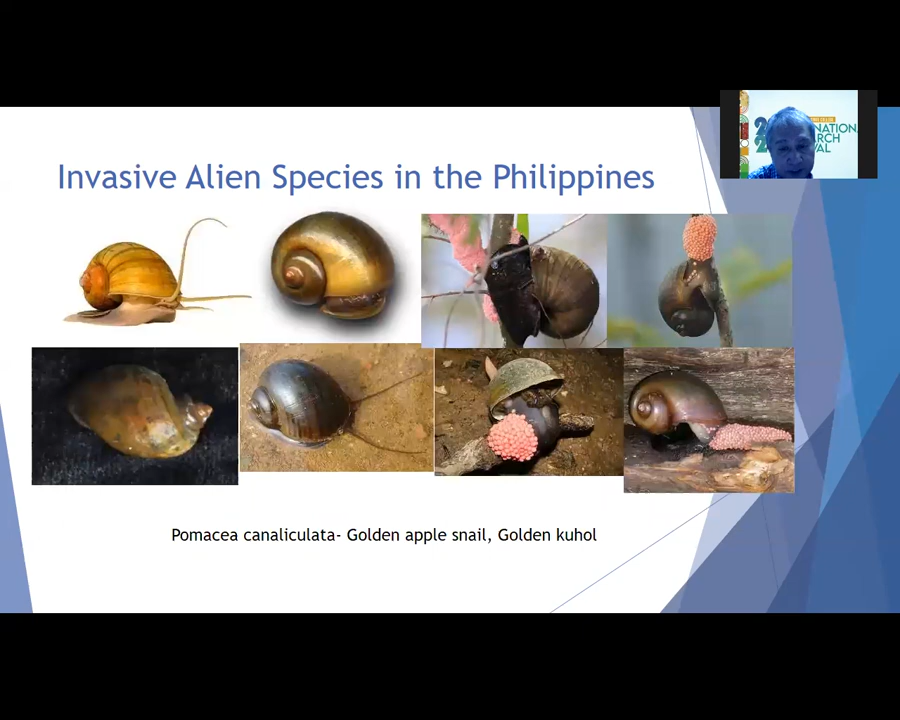 Invasive Alien Species in the Philippines
Pomacea canaliculata- Golden apple snail, Golden kuhol